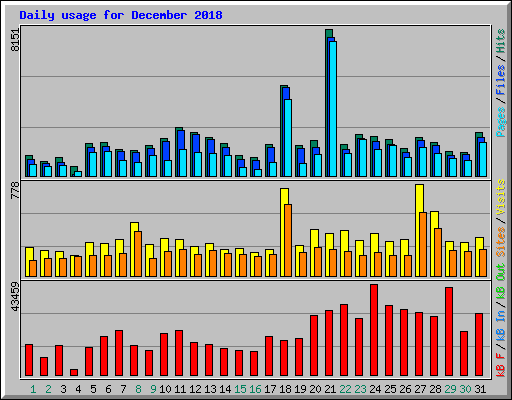 Daily usage for December 2018
8151
Pages / Files / Hits
778
Sites / Visits
43459
kB F / kB In / kB Out
1 2 3 4 5 6 7 8 9 10 11 12 13 14 15 16 17 18 19 20 21 22 23 24 25 26 27 28 29 30 31